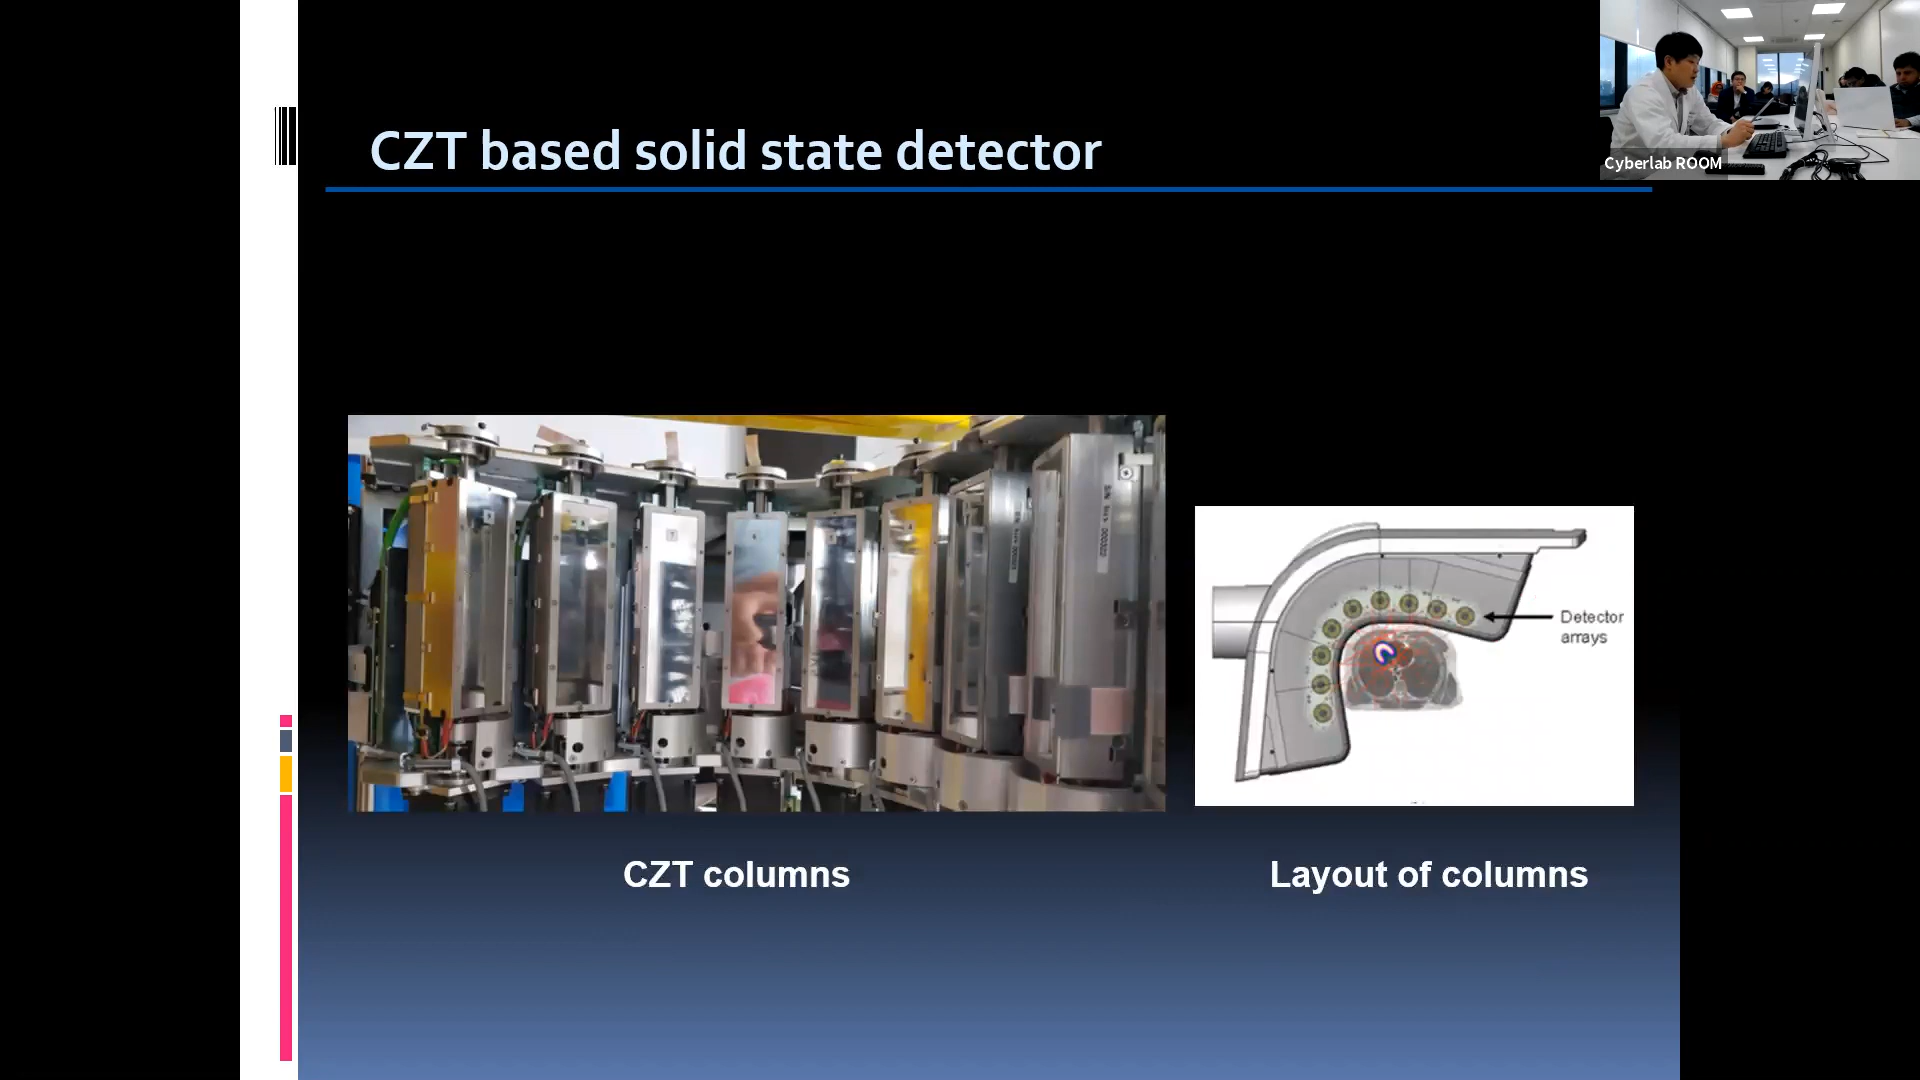 CZT based solid state detector
Cyberlab ROOM
Detector
arrays
CZT columns
Layout of columns